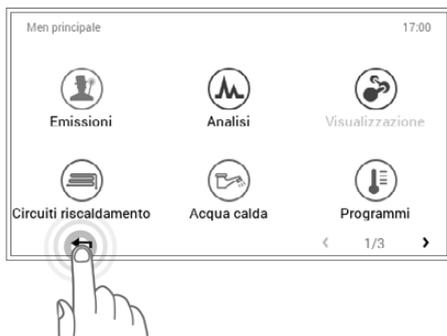 Men principale 17:00
Emissioni Analisi Visualizzazione
Circuiti riscaldamento Acqua calda Programmi
1/3